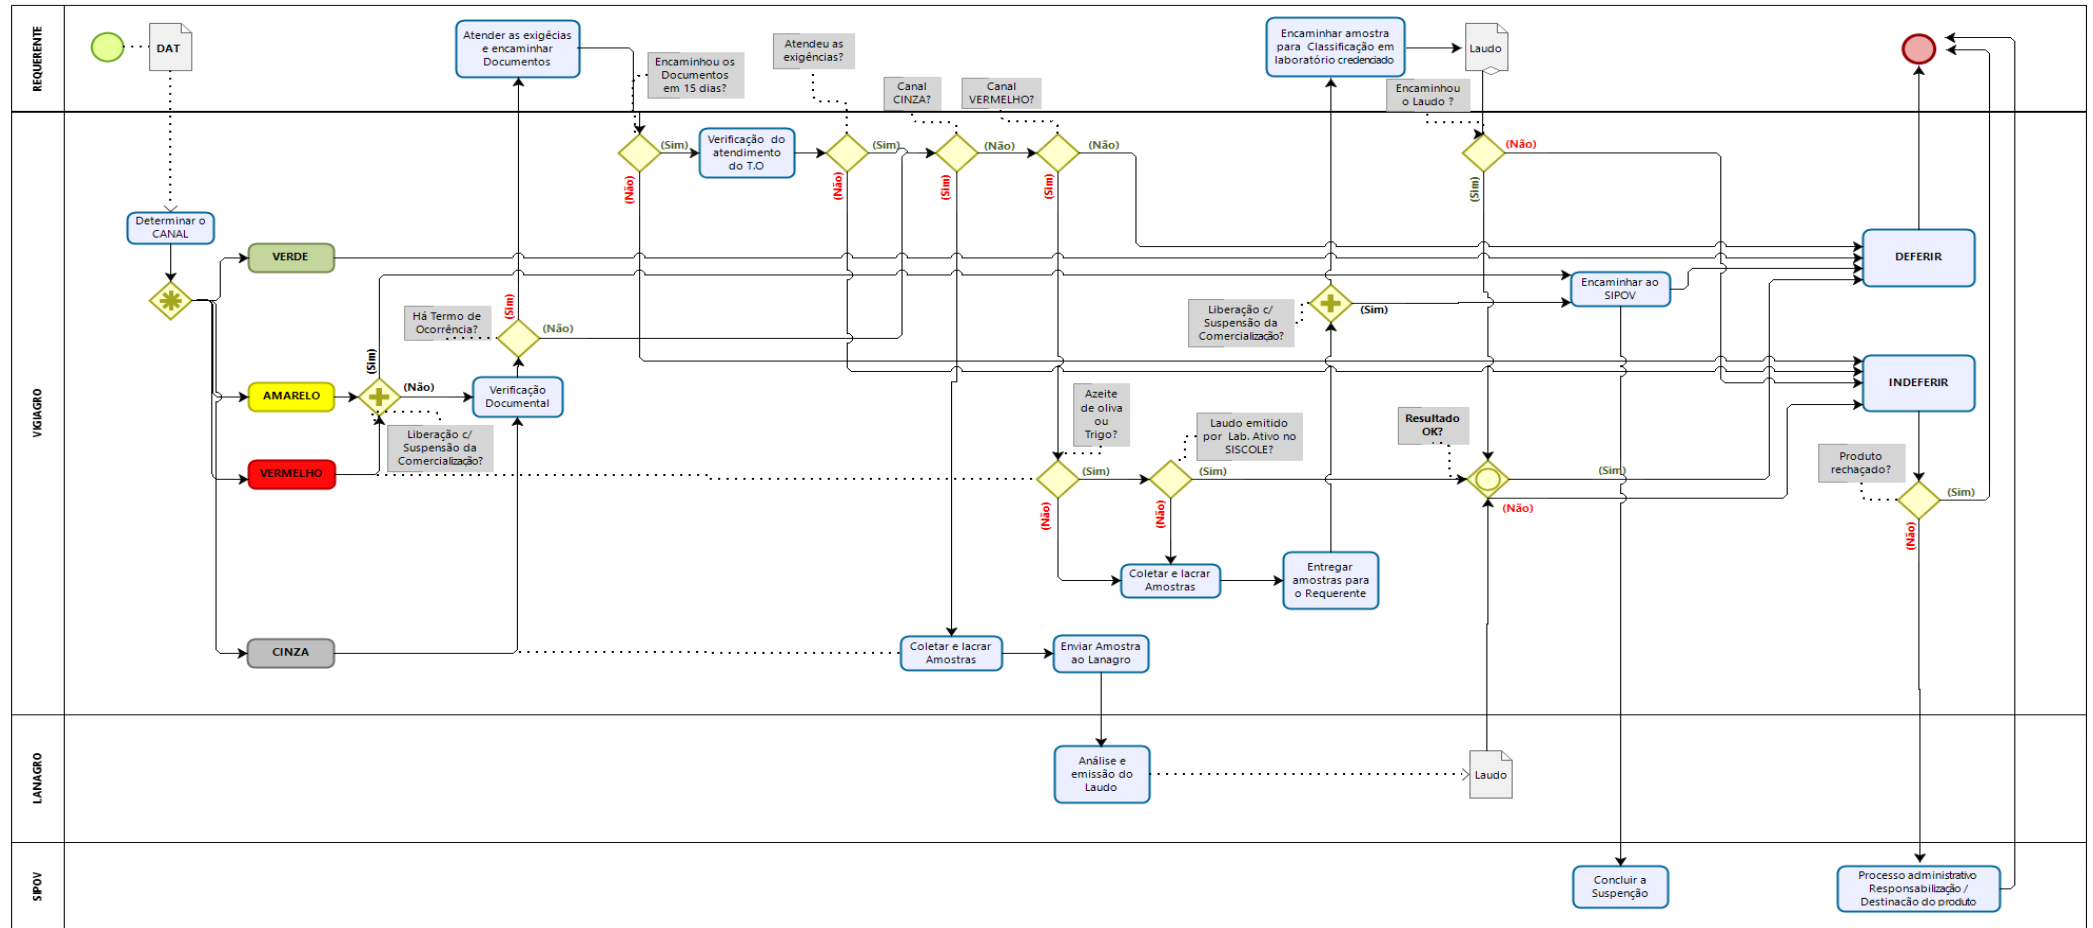 REQUERENTE
DAT
Atender as exigêcias
e encaminhar
Documentos
Encaminhou os
Documentos
em 15 dias?
Atendeu as
exigências?
Canal
CINZA?
Canal
VERMELHO?
Encaminhar amostra
para Classificação em
laboratório credenciado
Laudo
Encaminhou
o Laudo ?
VIGIAGRO
Determinar o
CANAL
VERDE
AMARELO
VERMELHO
CINZA
(Sim)
(Não)
Liberação c/
Suspensão da
Comercialização?
Há Termo de
Ocorrência?
(Sim)
(Não)
Verificação
Documental
(Sim)
(Não)
Verificação do
atendimento
do T.O
(Sim)
(Não)
(Não)
(Sim)
(Não)
(Sim)
(Não)
(Sim)
Liberação c/
Suspensão da
Comercialização?
(Sim)
Encaminhar ao
SIPOV
DEFERIR
INDEFERIR
Azeite
de oliva
ou
Trigo?
(Sim)
(Não)
Laudo emitido
por Lab. Ativo no
SISCOLE?
(Sim)
(Não)
Resultado
OK?
(Sim)
(Não)
Produto
rechaçado?
(Sim)
(Não)
Coletar e lacrar
Amostras
Entregar
amostras para
o Requerente
Coletar e lacrar
Amostras
Enviar Amostra
ao Lanagro
LANAGRO
Análise e
emissão do
Laudo
Laudo
SIPOV
Concluir a
Suspenção
Processo administrativo
Responsabilização /
Destinacão do produto